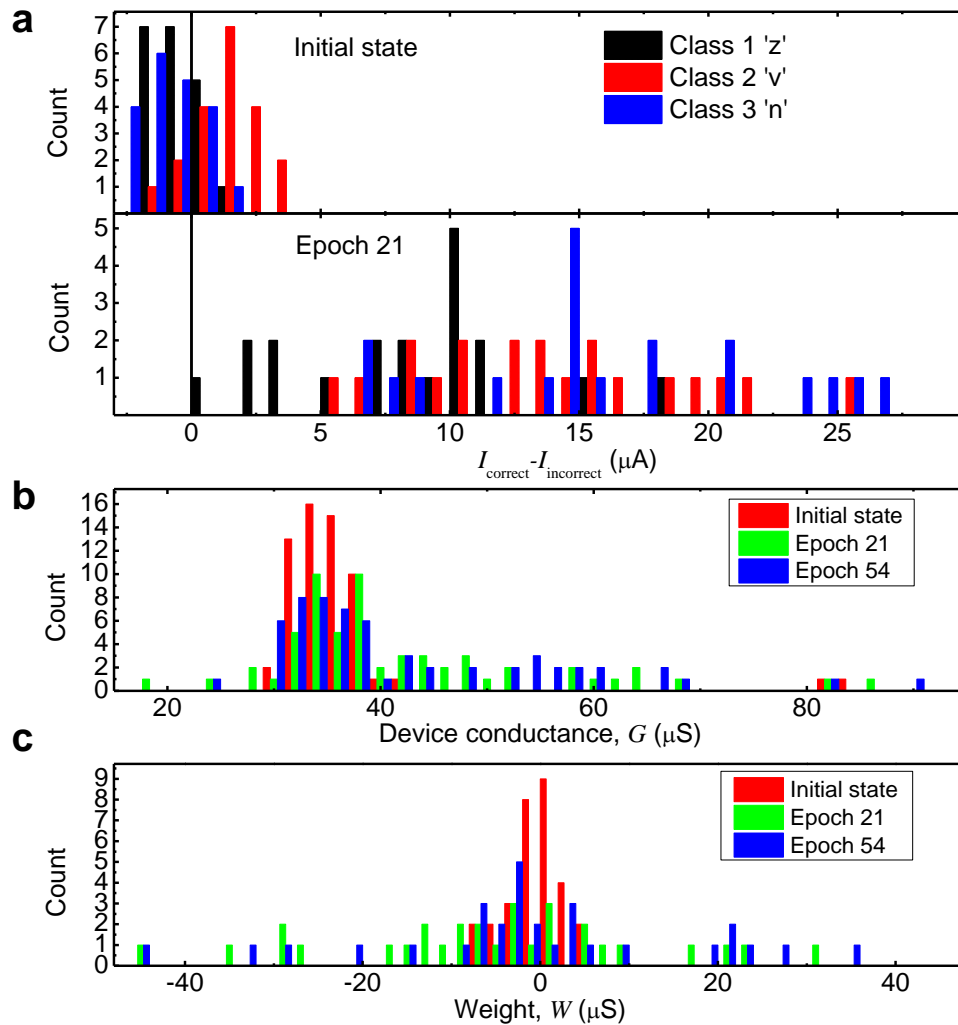 a
Initial state
Class 1 'z'
Class 2 'v'
Class 3 'n'
Count
7
6
5
4
3
2
1
Epoch 21
Count
5
4
3
2
1
0 5 10 15 20 25
I correct-I incorrect (μA)
b
Initial state
Epoch 21
Epoch 54
Count
16
14
12
10
8
6
4
2
0
20 40 60 80
Device conductance, G (μS)
c
Initial state
Epoch 21
Epoch 54
Count
9
8
7
6
5
4
3
2
1
0
-40 -20 0 20 40
Weight, W (μS)